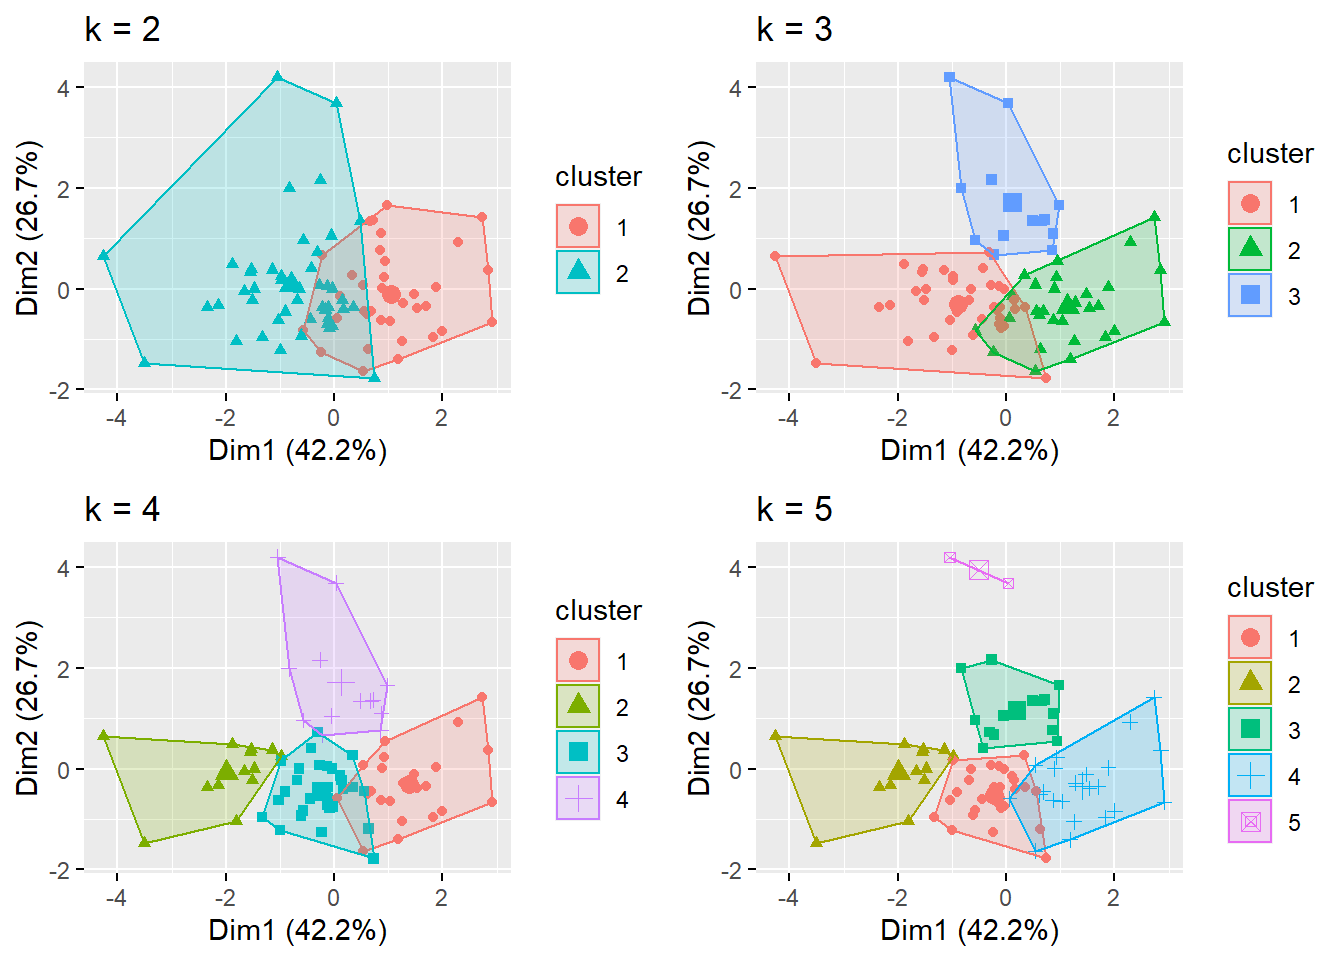 k = 2
4
2
0
-2
-4
-2
0
2
Dim1 (42.2%)
Dim2 (26.7%)
cluster
1
2
k = 3
4
2
0
-2
-4
-2
0
2
Dim1 (42.2%)
Dim2 (26.7%)
cluster
1
2
3
k = 4
4
2
0
-2
-4
-2
0
2
Dim1 (42.2%)
Dim2 (26.7%)
cluster
1
2
3
4
k = 5
4
2
0
-2
-4
-2
0
2
Dim1 (42.2%)
Dim2 (26.7%)
cluster
1
2
3
4
5